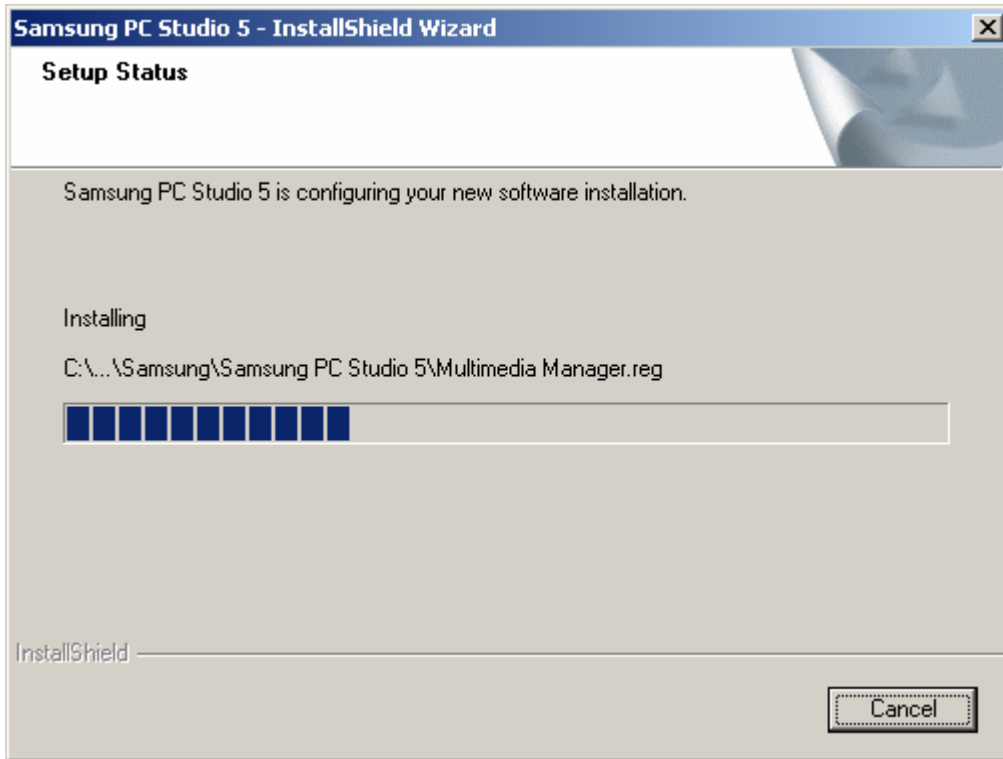 Samsung PC Studio 5 - InstallShield Wizard
Setup Status
Samsung PC Studio 5 is configuring your new software installation.
Installing
C:\...\Samsung\Samsung PC Studio 5\Multimedia Manager.reg
InstallShield
Cancel